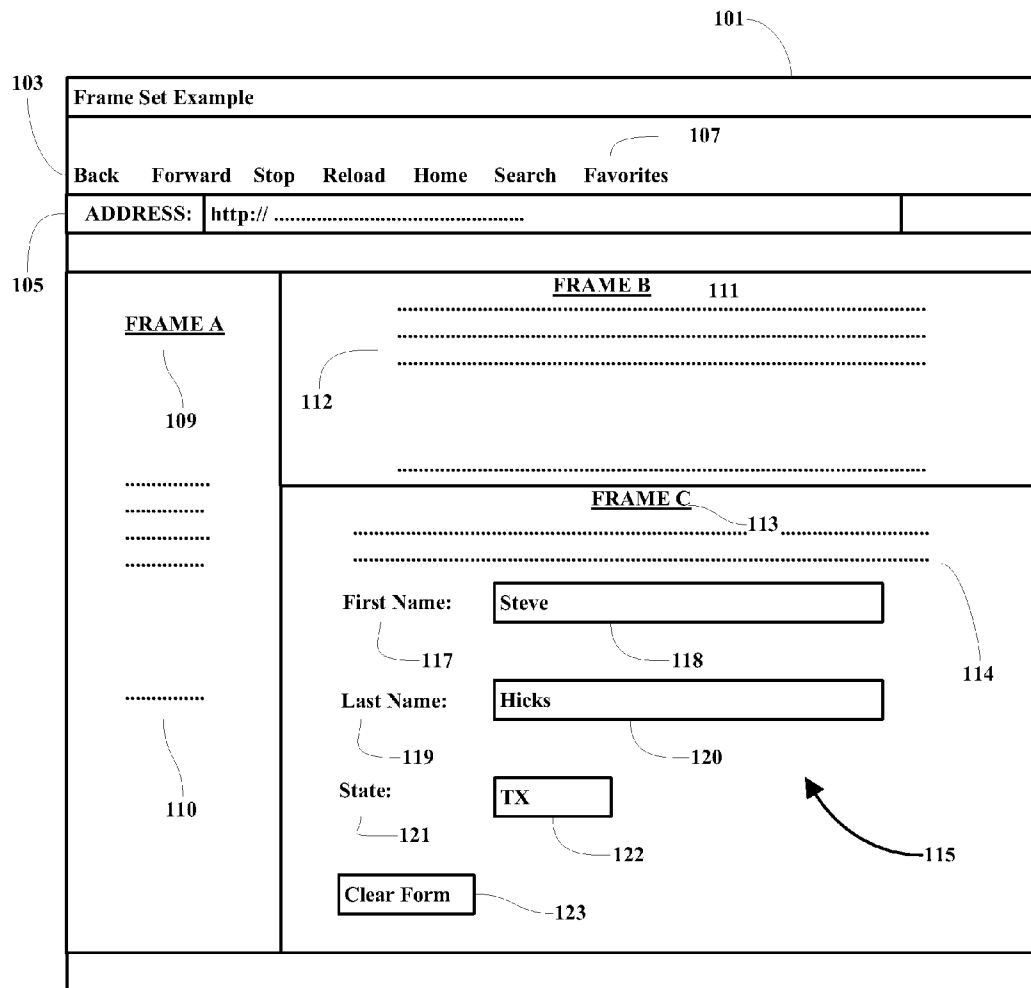 101
103
Frame Set Example
107
Back Forward Stop Reload Home Search Favorites
ADDRESS: http:// ................................................
105
FRAME B 111
FRAME A
112
109
FRAME C
113
First Name: Steve
117 118 114
Last Name: Hicks
119 120
State: TX
110 121 122 115
Clear Form 123